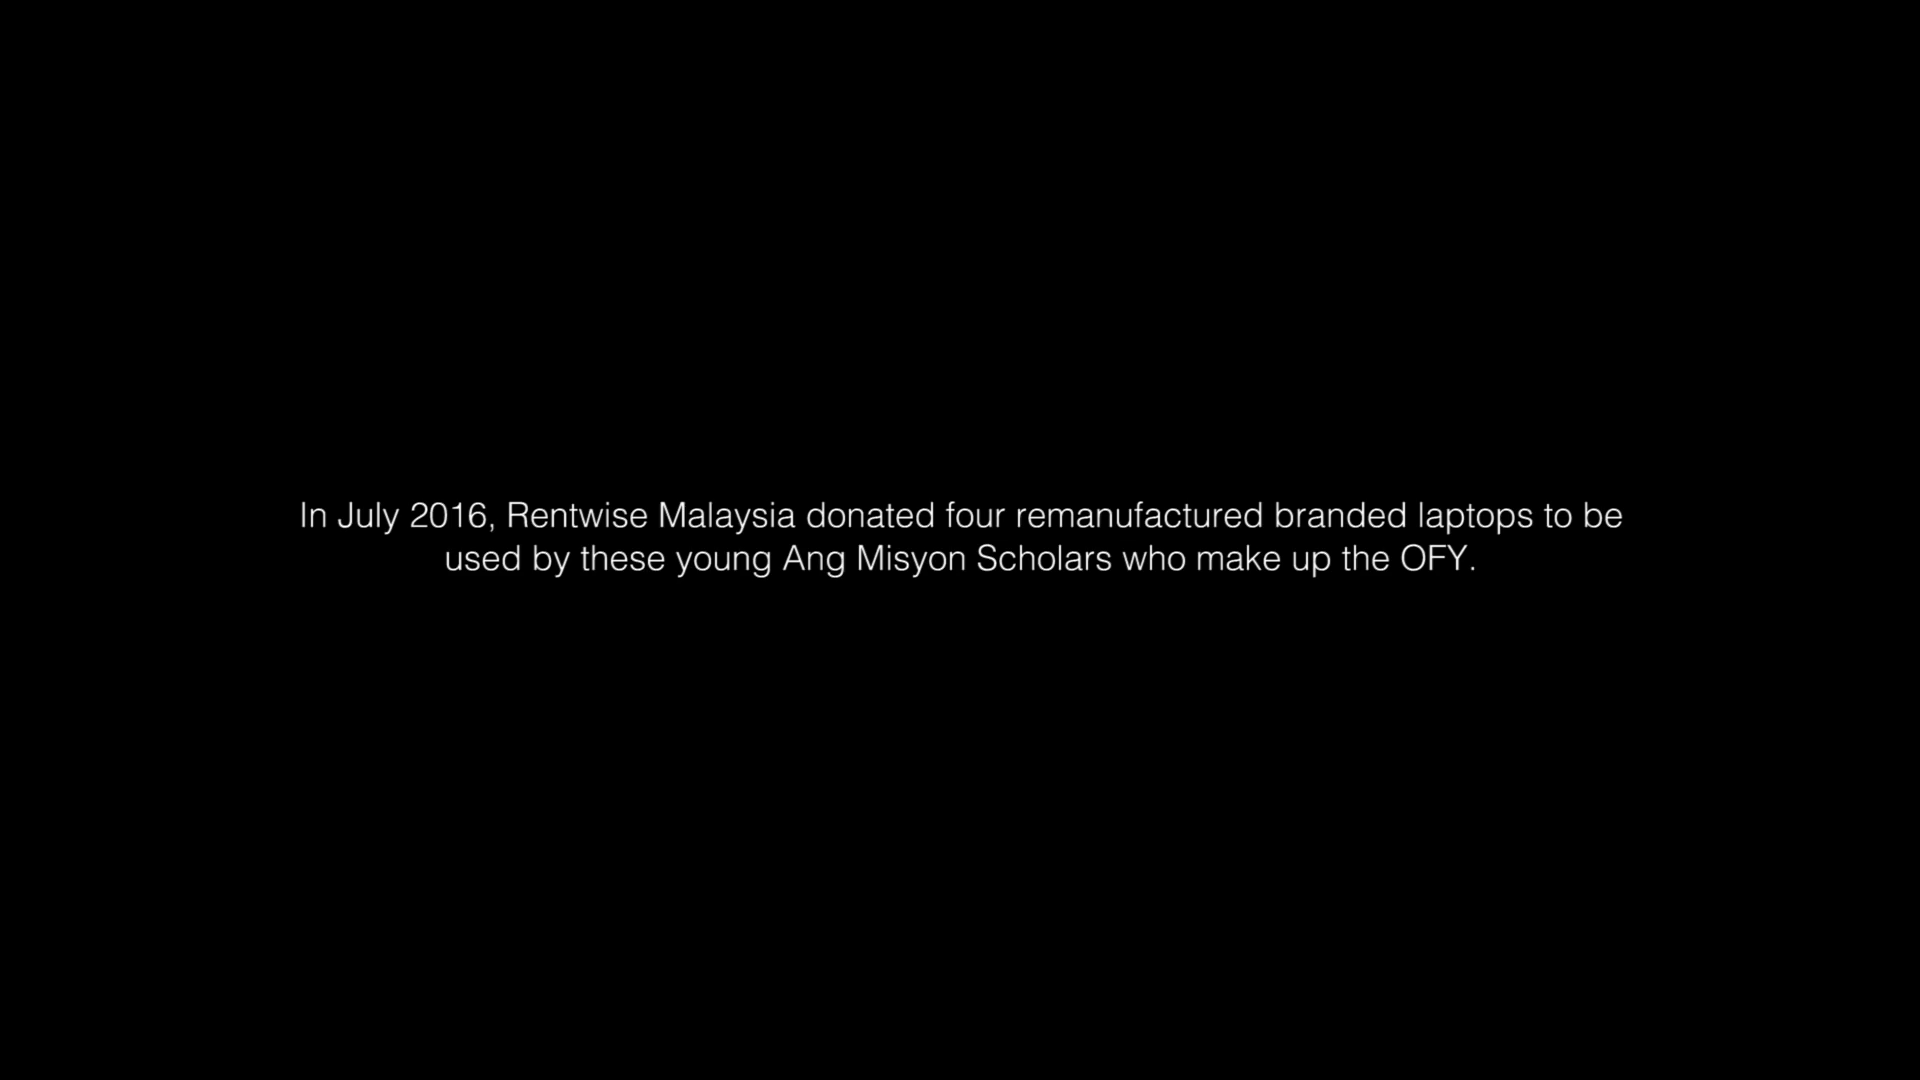 In July 2016, Rentwise Malaysia donated four remanufactured branded laptops to be
used by these young Ang Misyon Scholars who make up the OFY.